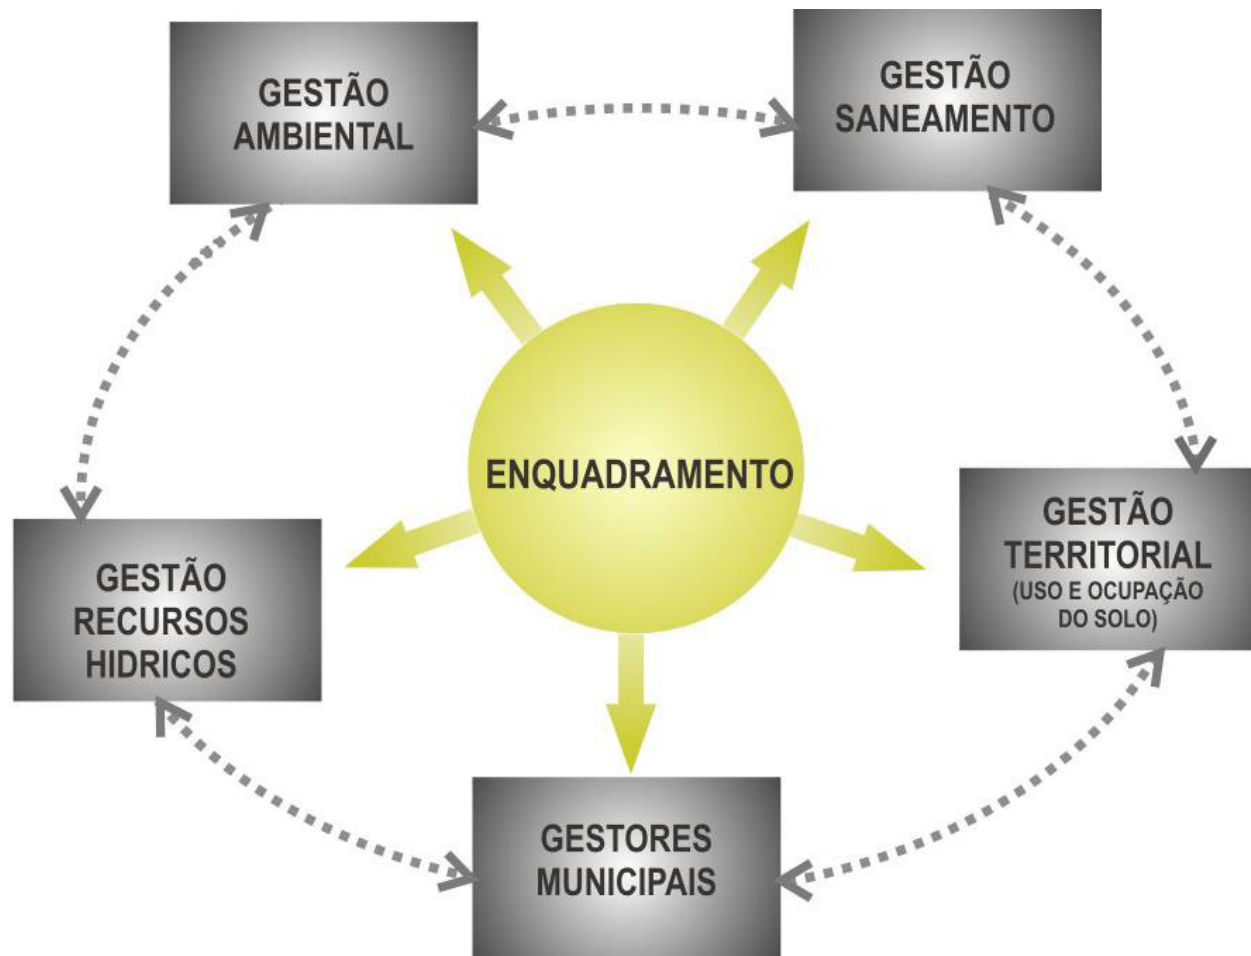 GESTÃO
AMBIENTAL
GESTÃO
SANEAMENTO
ENQUADRAMENTO
GESTÃO
TERRITORIAL
(USO E OCUPAÇÃO
DO SOLO)
GESTÃO
RECURSOS
HIDRICOS
GESTORES
MUNICIPAIS